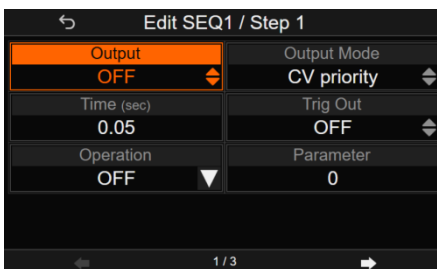 Edit SEQ1 / Step 1
Output
Output Mode
OFF
CV priority
Time (sec)
Trig Out
0.05
OFF
Operation
Parameter
OFF
0
1 / 3